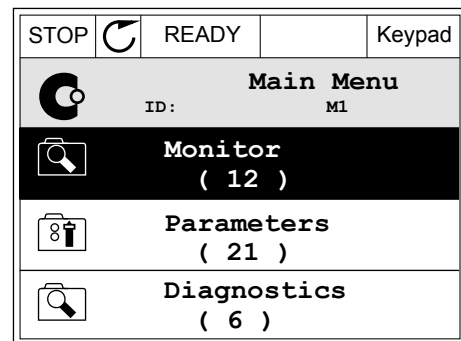 STOP READY Keypad
Main Menu
ID: M1
Monitor
( 12 )
Parameters
( 21 )
Diagnostics
( 6 )